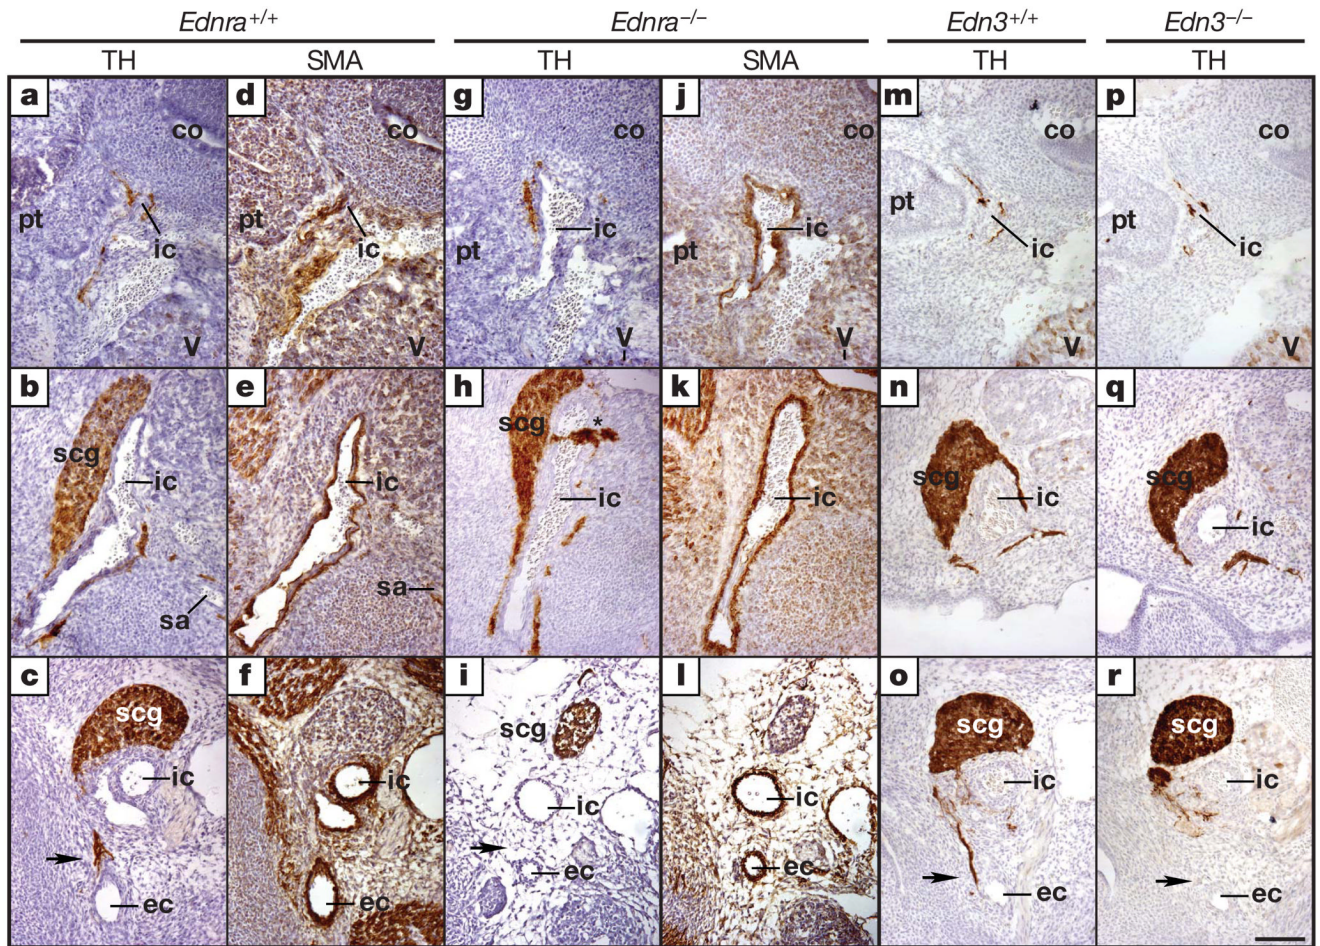 Ednra+/+ Ednra−/− Edn3+/+ Edn3−/−
TH SMA TH SMA TH TH
a d g j m p
co co co co co co
pt pt pt pt pt
ic ic ic ic ic ic
V V V V V V
b e h k n q
scg scg * scg scg
ic ic ic ic ic ic
sa sa
c f i l o r
scg scg scg scg
ic ic ic ic ic ic
ec ec ec ec ec ec